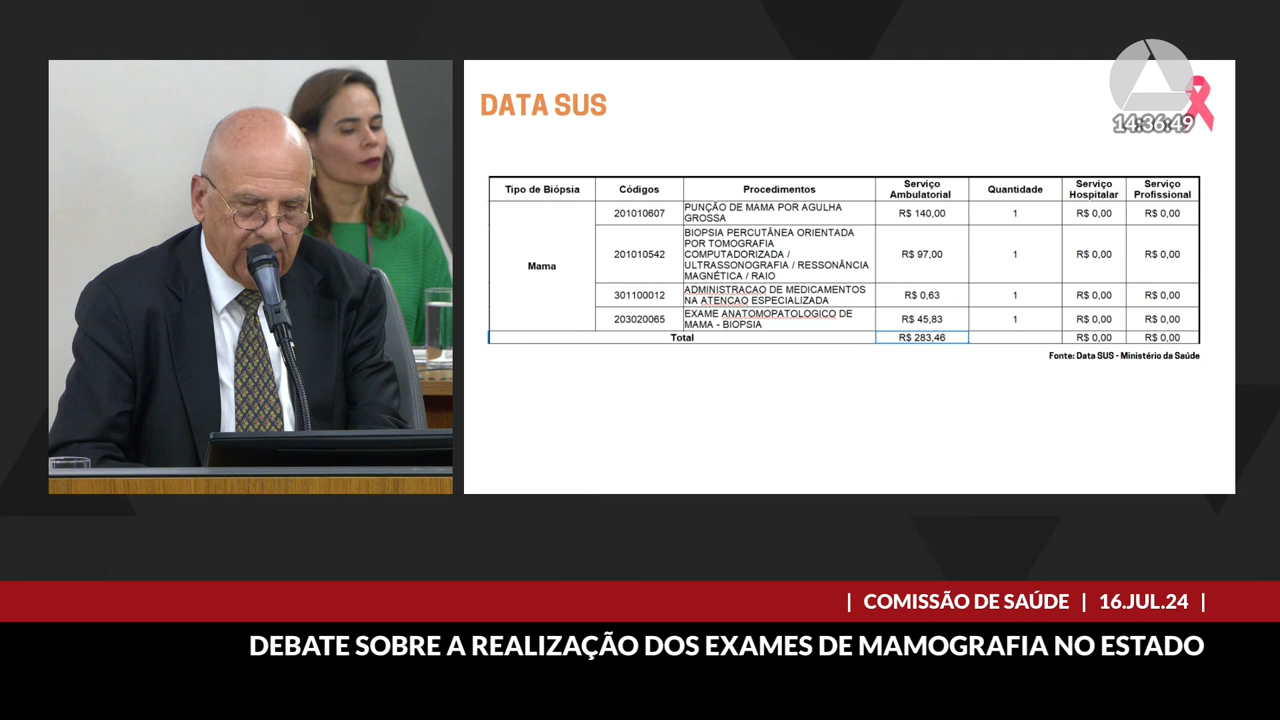 DATA SUS
14:36:49
Tipo de Biópsia Códigos Procedimentos Serviço Ambulatorial Quantidade Serviço Hospitalar Serviço Profissional
Mama
201010607 PUNÇÃO DE MAMA POR AGULHA GROSSA R$ 140,00 1 R$ 0,00 R$ 0,00
201010542 BIOPSIA PERCUTÂNEA ORIENTADA POR TOMOGRAFIA COMPUTADORIZADA / ULTRASSONOGRAFIA / RESSONÂNCIA MAGNÉTICA / RAIO R$ 97,00 1 R$ 0,00 R$ 0,00
301100012 ADMINISTRACAO DE MEDICAMENTOS NA ATENCAO ESPECIALIZADA R$ 0,63 1 R$ 0,00 R$ 0,00
203020065 EXAME ANATOMOPATOLOGICO DE MAMA - BIOPSIA R$ 45,83 1 R$ 0,00 R$ 0,00
Total R$ 283,46 R$ 0,00 R$ 0,00
Fonte: Data SUS - Ministério da Saúde
| COMISSÃO DE SAÚDE | 16.JUL.24 |
DEBATE SOBRE A REALIZAÇÃO DOS EXAMES DE MAMOGRAFIA NO ESTADO